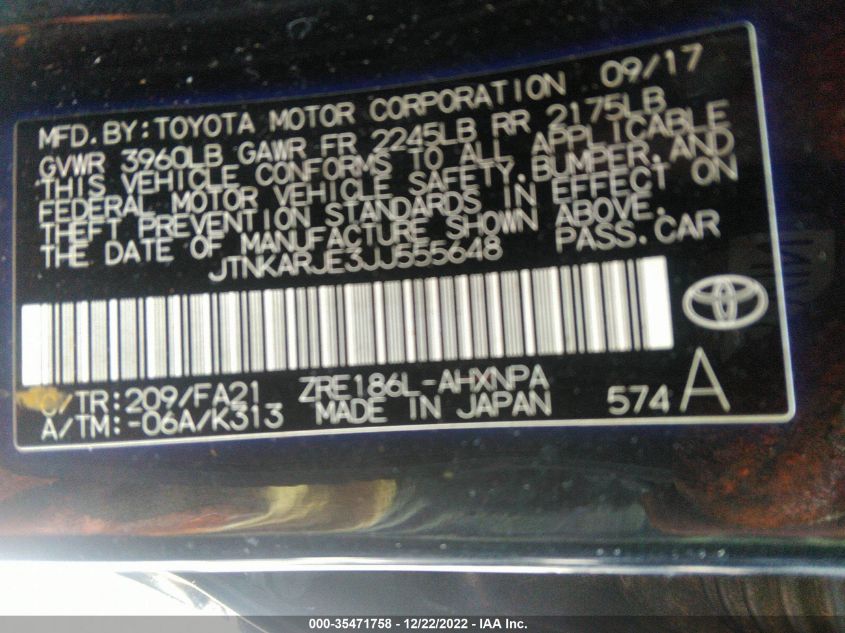 MFD. BY: TOYOTA MOTOR CORPORATION 09/17
GVWR 3960LB GAWR FR 2245LB RR 2175LB
THIS VEHICLE CONFORMS TO ALL APPLICABLE
FEDERAL MOTOR VEHICLE SAFETY, BUMPER, AND
THEFT PREVENTION STANDARDS IN EFFECT ON
THE DATE OF MANUFACTURE SHOWN ABOVE.
JTNKARJE3JJ555648 PASS. CAR
/TR: 209/FA21 ZRE186L-AHXNPA
A/TM: -06A/K313 MADE IN JAPAN 574 A
000-35471758 - 12/22/2022 - IAA Inc.